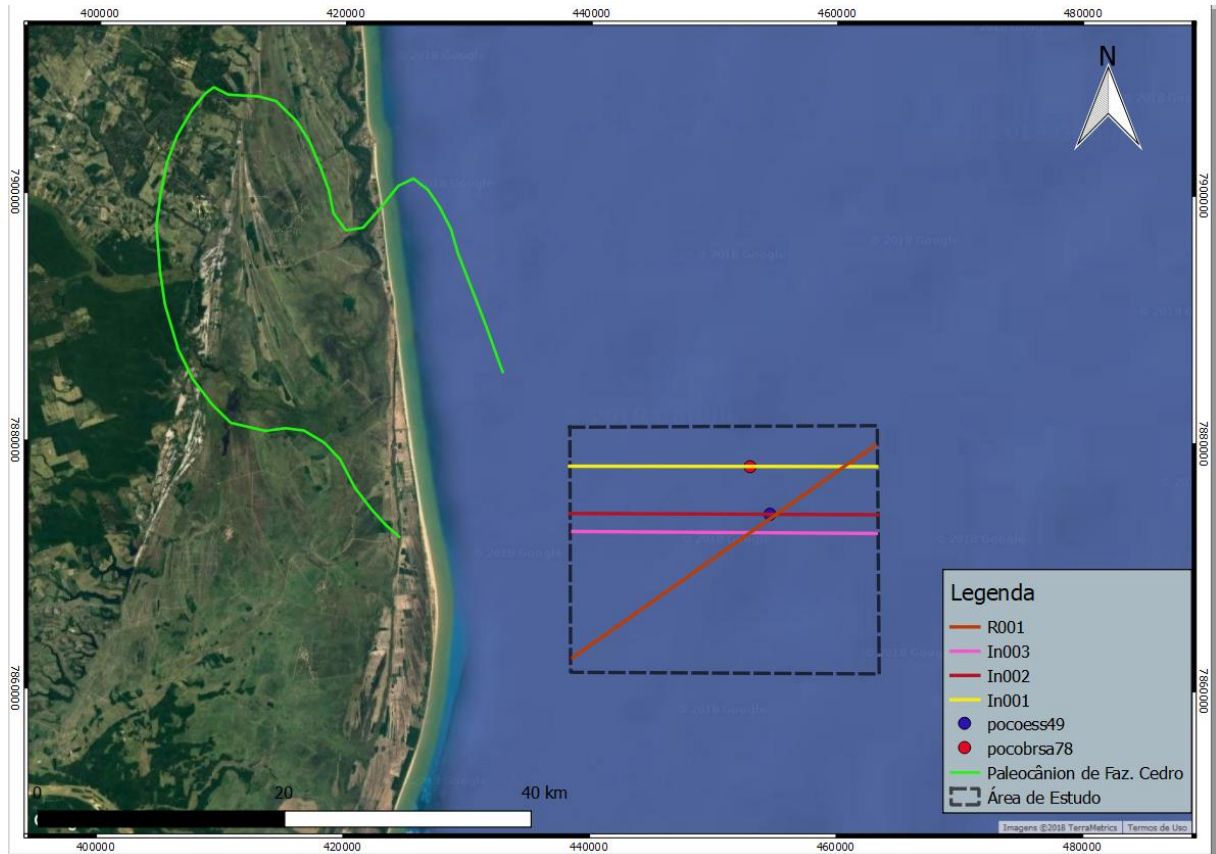 400000 420000 440000 460000 480000
© 2018 Google
N
7900000 7900000
7880000 7880000
7860000 7860000
Legenda
R001
In003
In002
In001
pocoess49
pocobrsa78
Paleocânion de Faz. Cedro
Área de Estudo
0 20 40 km
Imagens ©2018 TerraMetrics Termos de Uso
400000 420000 440000 460000 480000